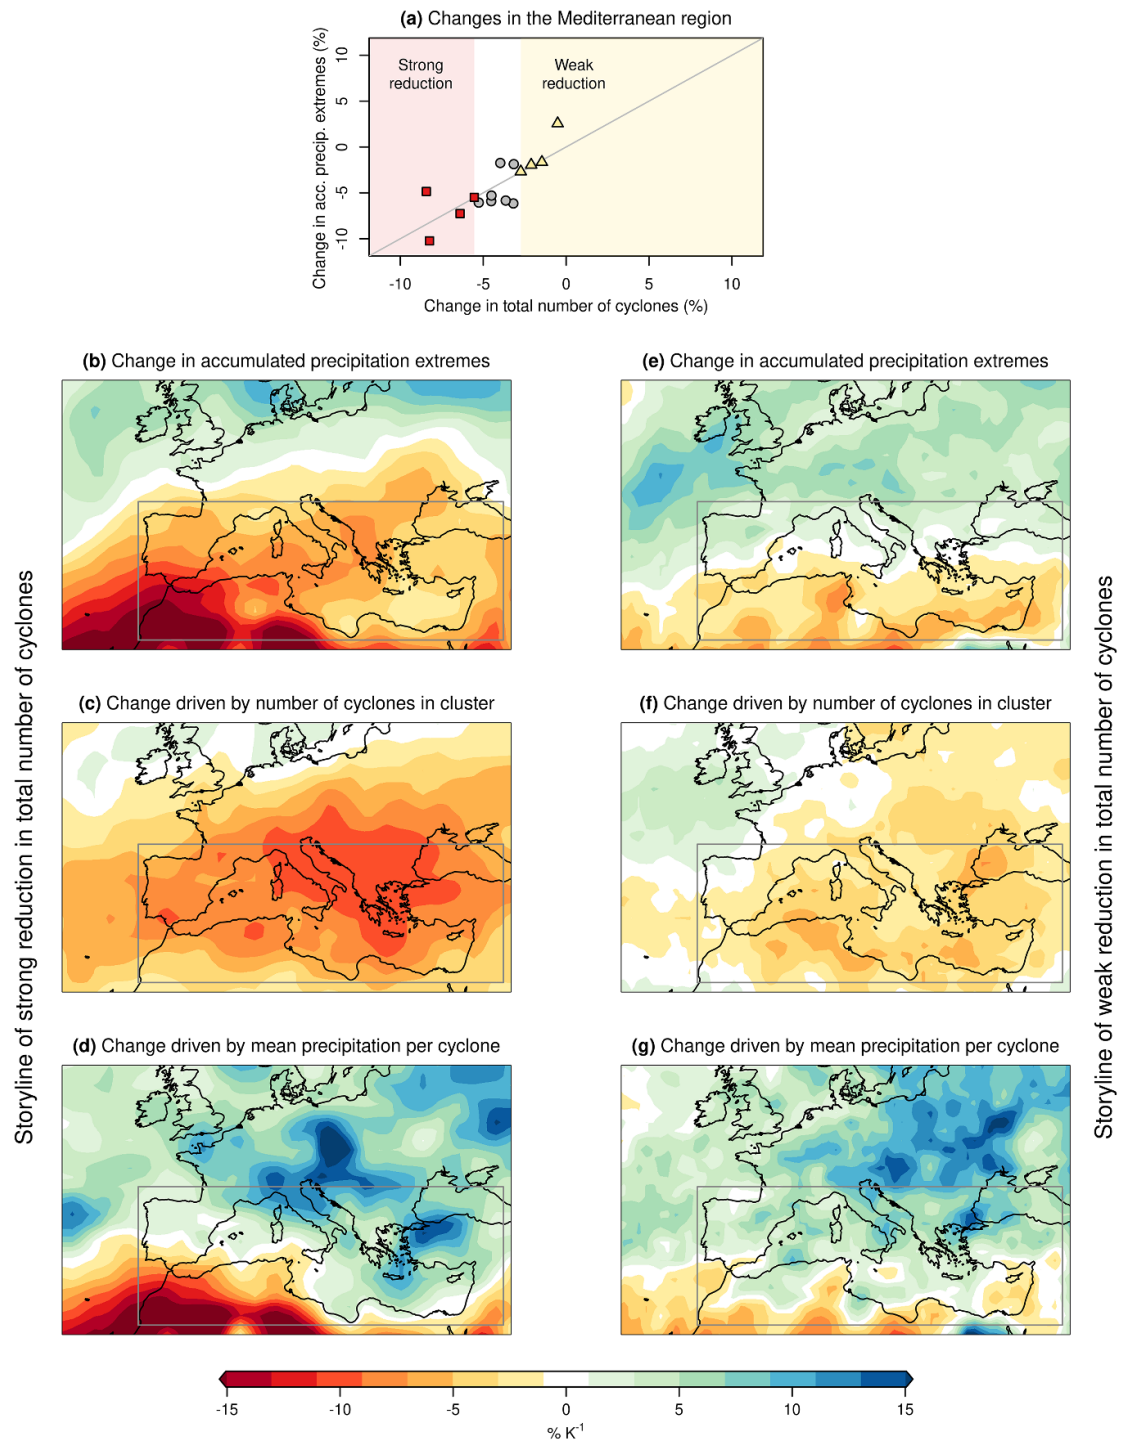 (a) Changes in the Mediterranean region
Change in acc. precip. extremes (%)
10
5
0
-5
-10
Strong
reduction
Weak
reduction
-10 -5 0 5 10
Change in total number of cyclones (%)
Storyline of strong reduction in total number of cyclones
(b) Change in accumulated precipitation extremes
(c) Change driven by number of cyclones in cluster
(d) Change driven by mean precipitation per cyclone
(e) Change in accumulated precipitation extremes
(f) Change driven by number of cyclones in cluster
(g) Change driven by mean precipitation per cyclone
Storyline of weak reduction in total number of cyclones
-15 -10 -5 0 5 10 15
% K⁻¹